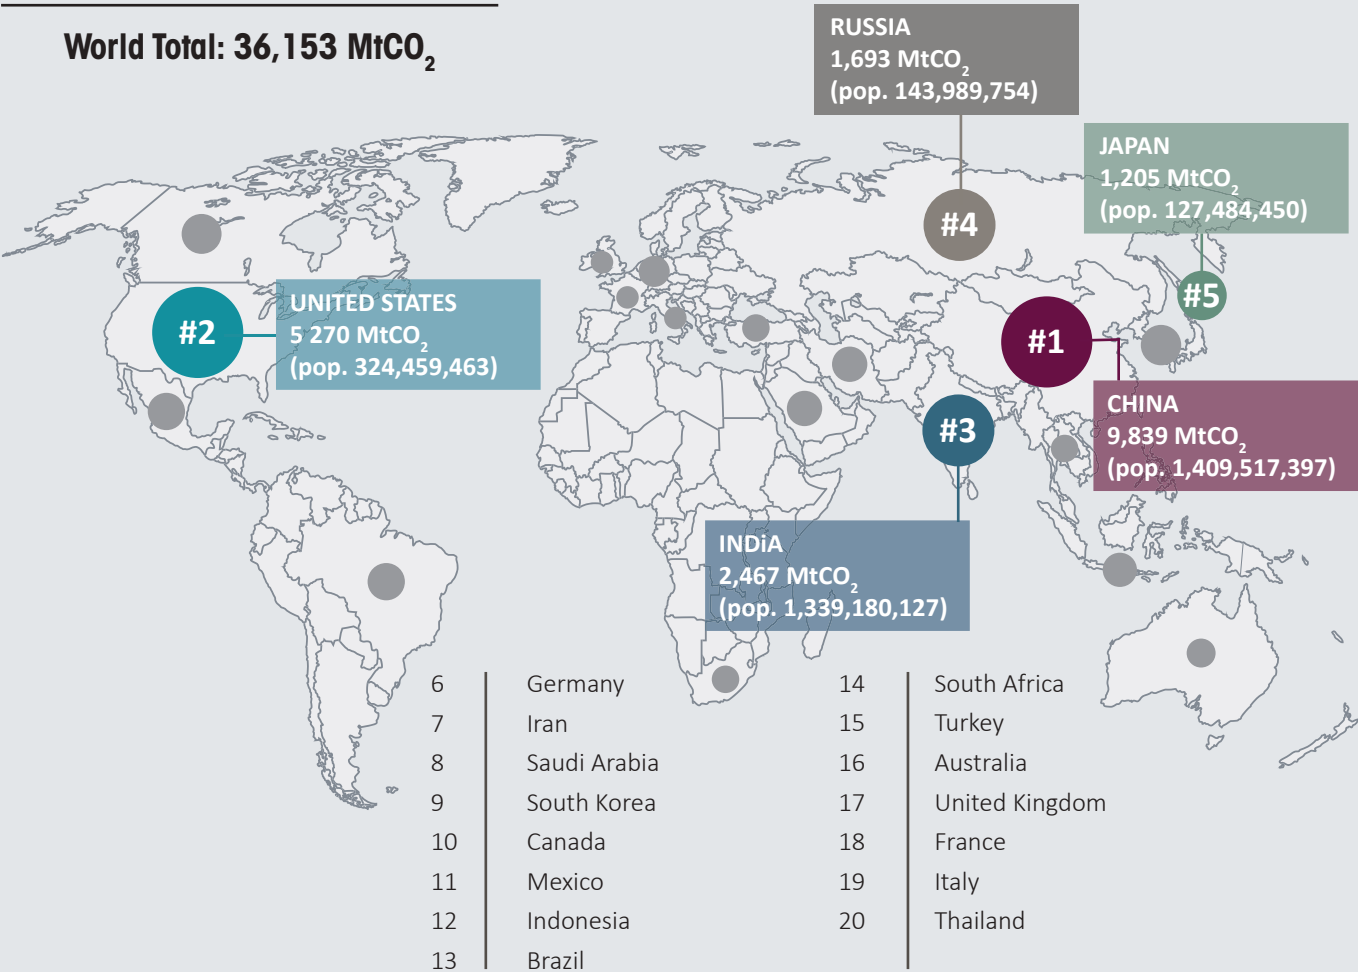 World Total: 36,153 MtCO2
RUSSIA
1,693 MtCO2
(pop. 143,989,754)
JAPAN
1,205 MtCO2
(pop. 127,484,450)
#4
#5
UNITED STATES
5 270 MtCO2
(pop. 324,459,463)
#2
#1
CHINA
9,839 MtCO2
(pop. 1,409,517,397)
#3
INDiA
2,467 MtCO2
(pop. 1,339,180,127)
6 Germany
7 Iran
8 Saudi Arabia
9 South Korea
10 Canada
11 Mexico
12 Indonesia
13 Brazil
14 South Africa
15 Turkey
16 Australia
17 United Kingdom
18 France
19 Italy
20 Thailand